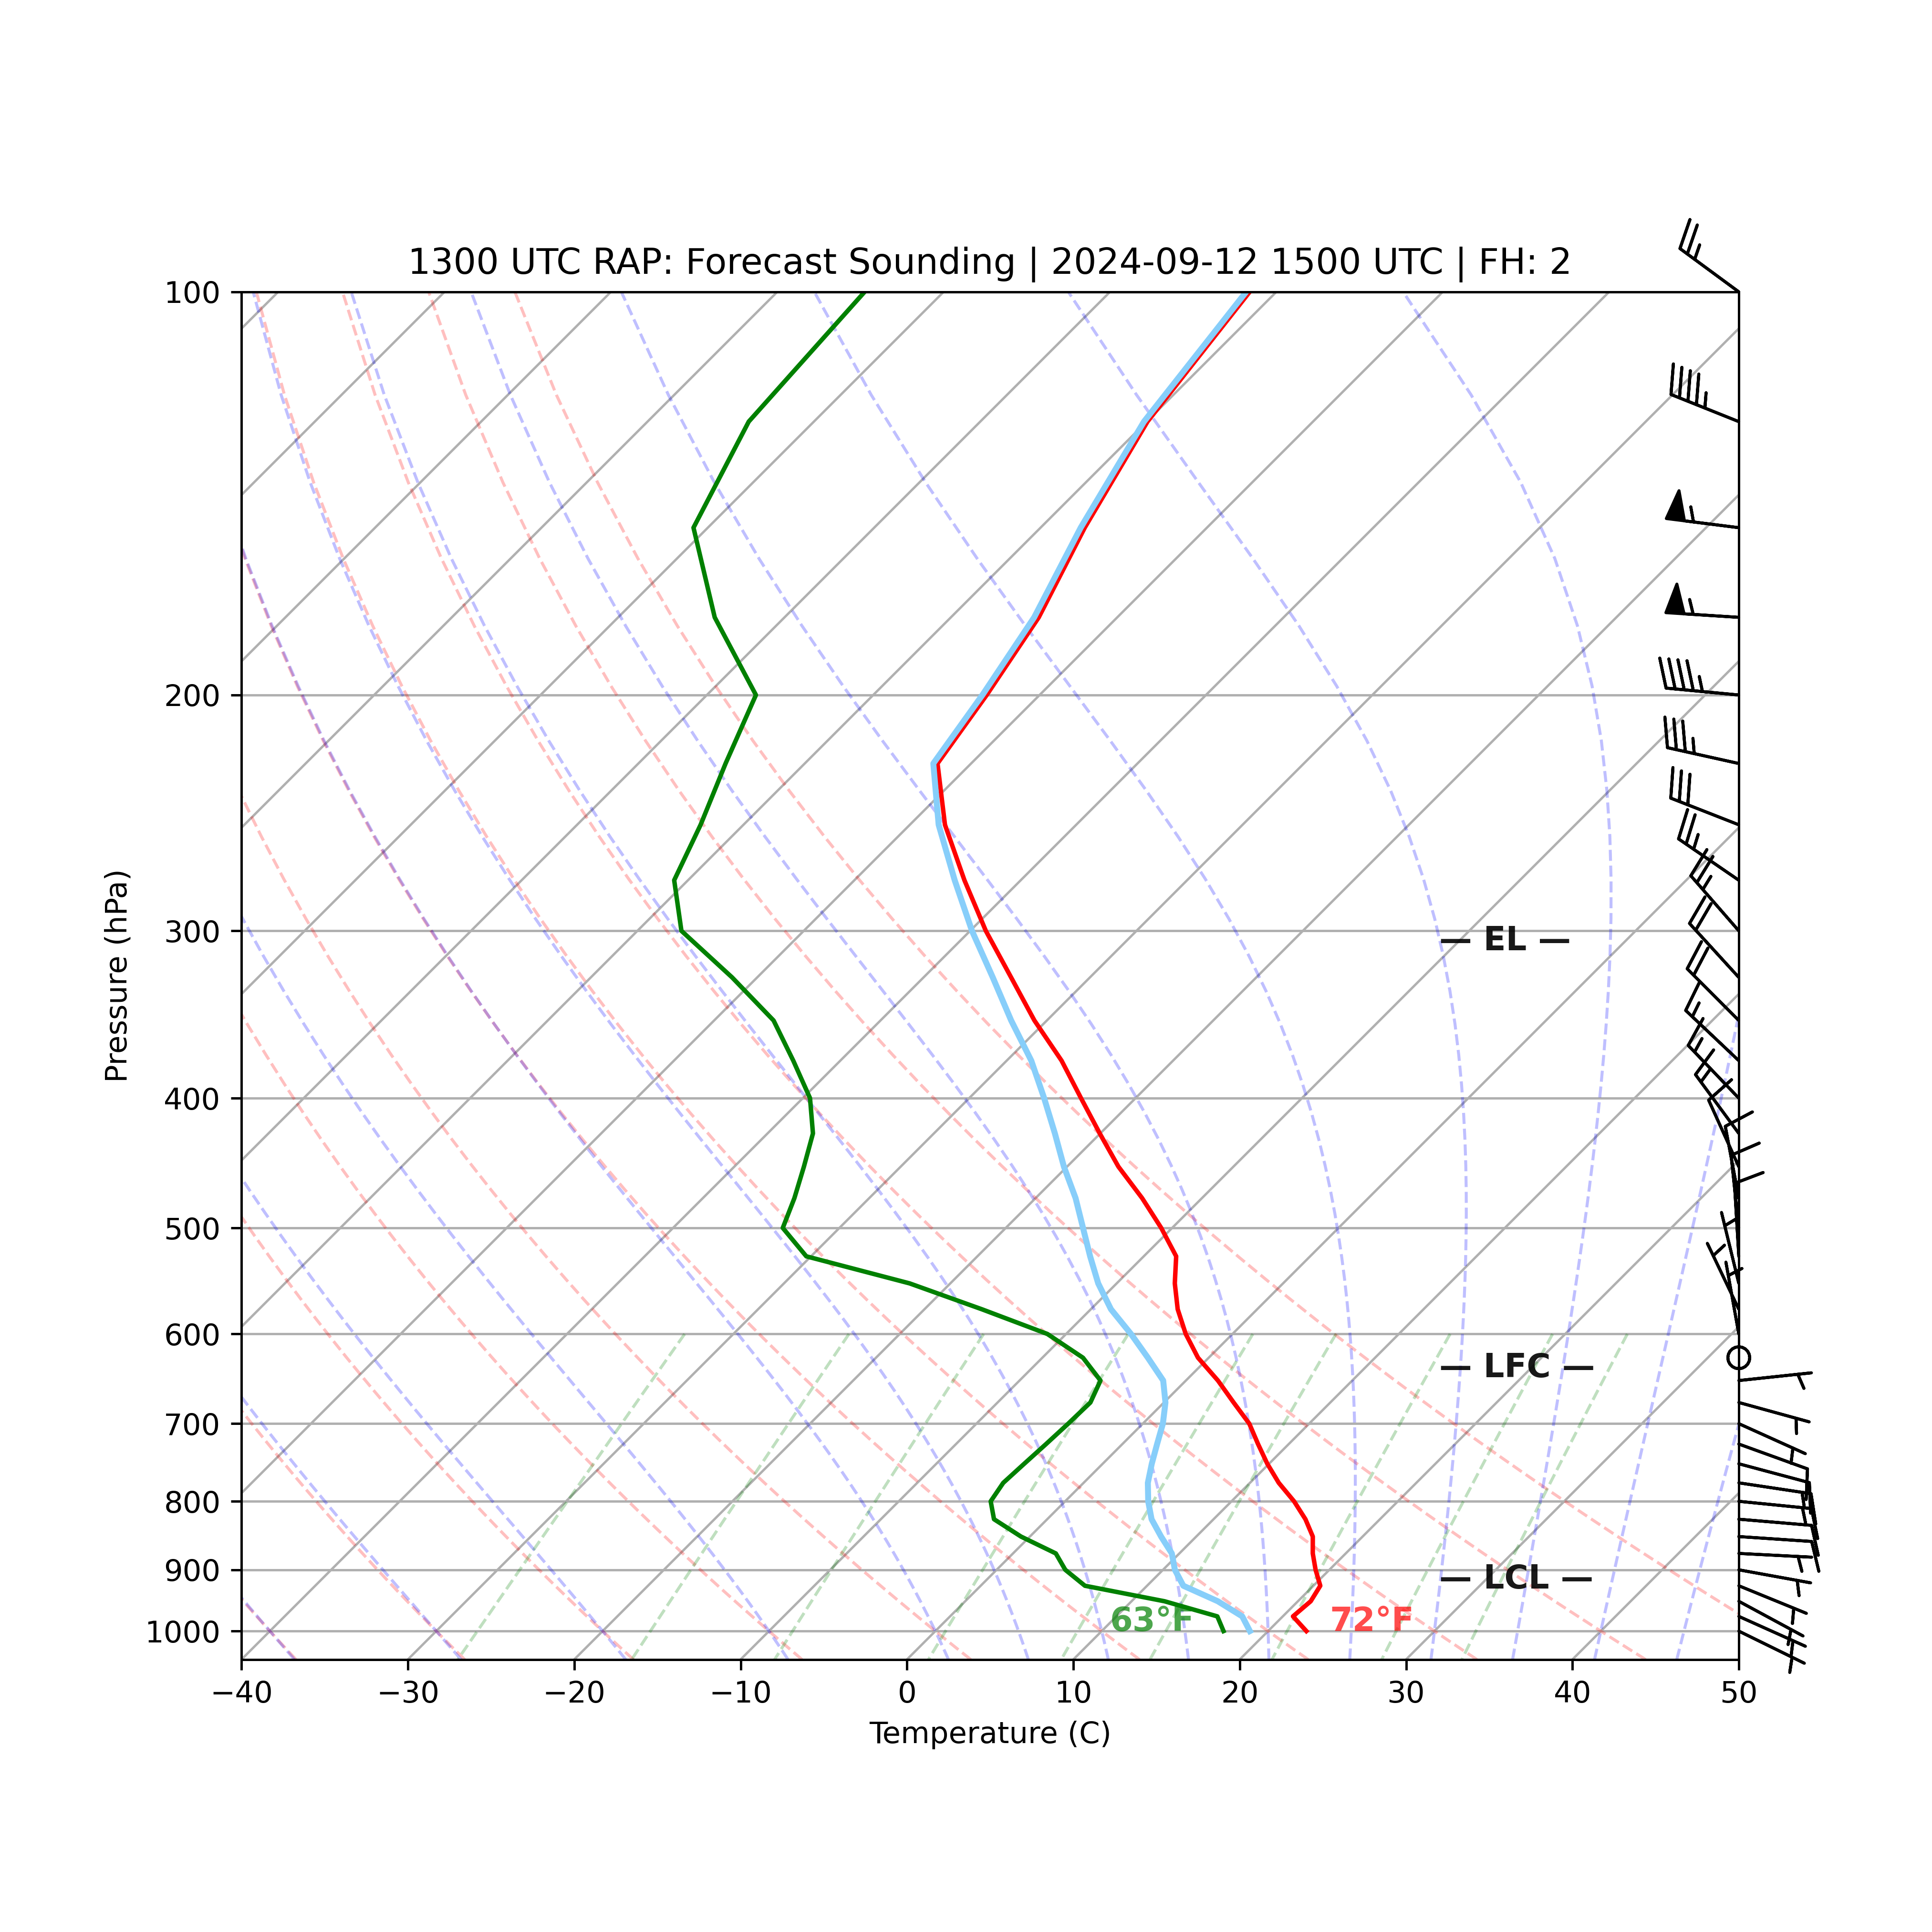 1300 UTC RAP: Forecast Sounding | 2024-09-12 1500 UTC | FH: 2
100
200
300
— EL —
Pressure (hPa)
400
500
600
— LFC —
700
800
900
— LCL —
63°F 72°F
1000
−40 −30 −20 −10 0 10 20 30 40 50
Temperature (C)